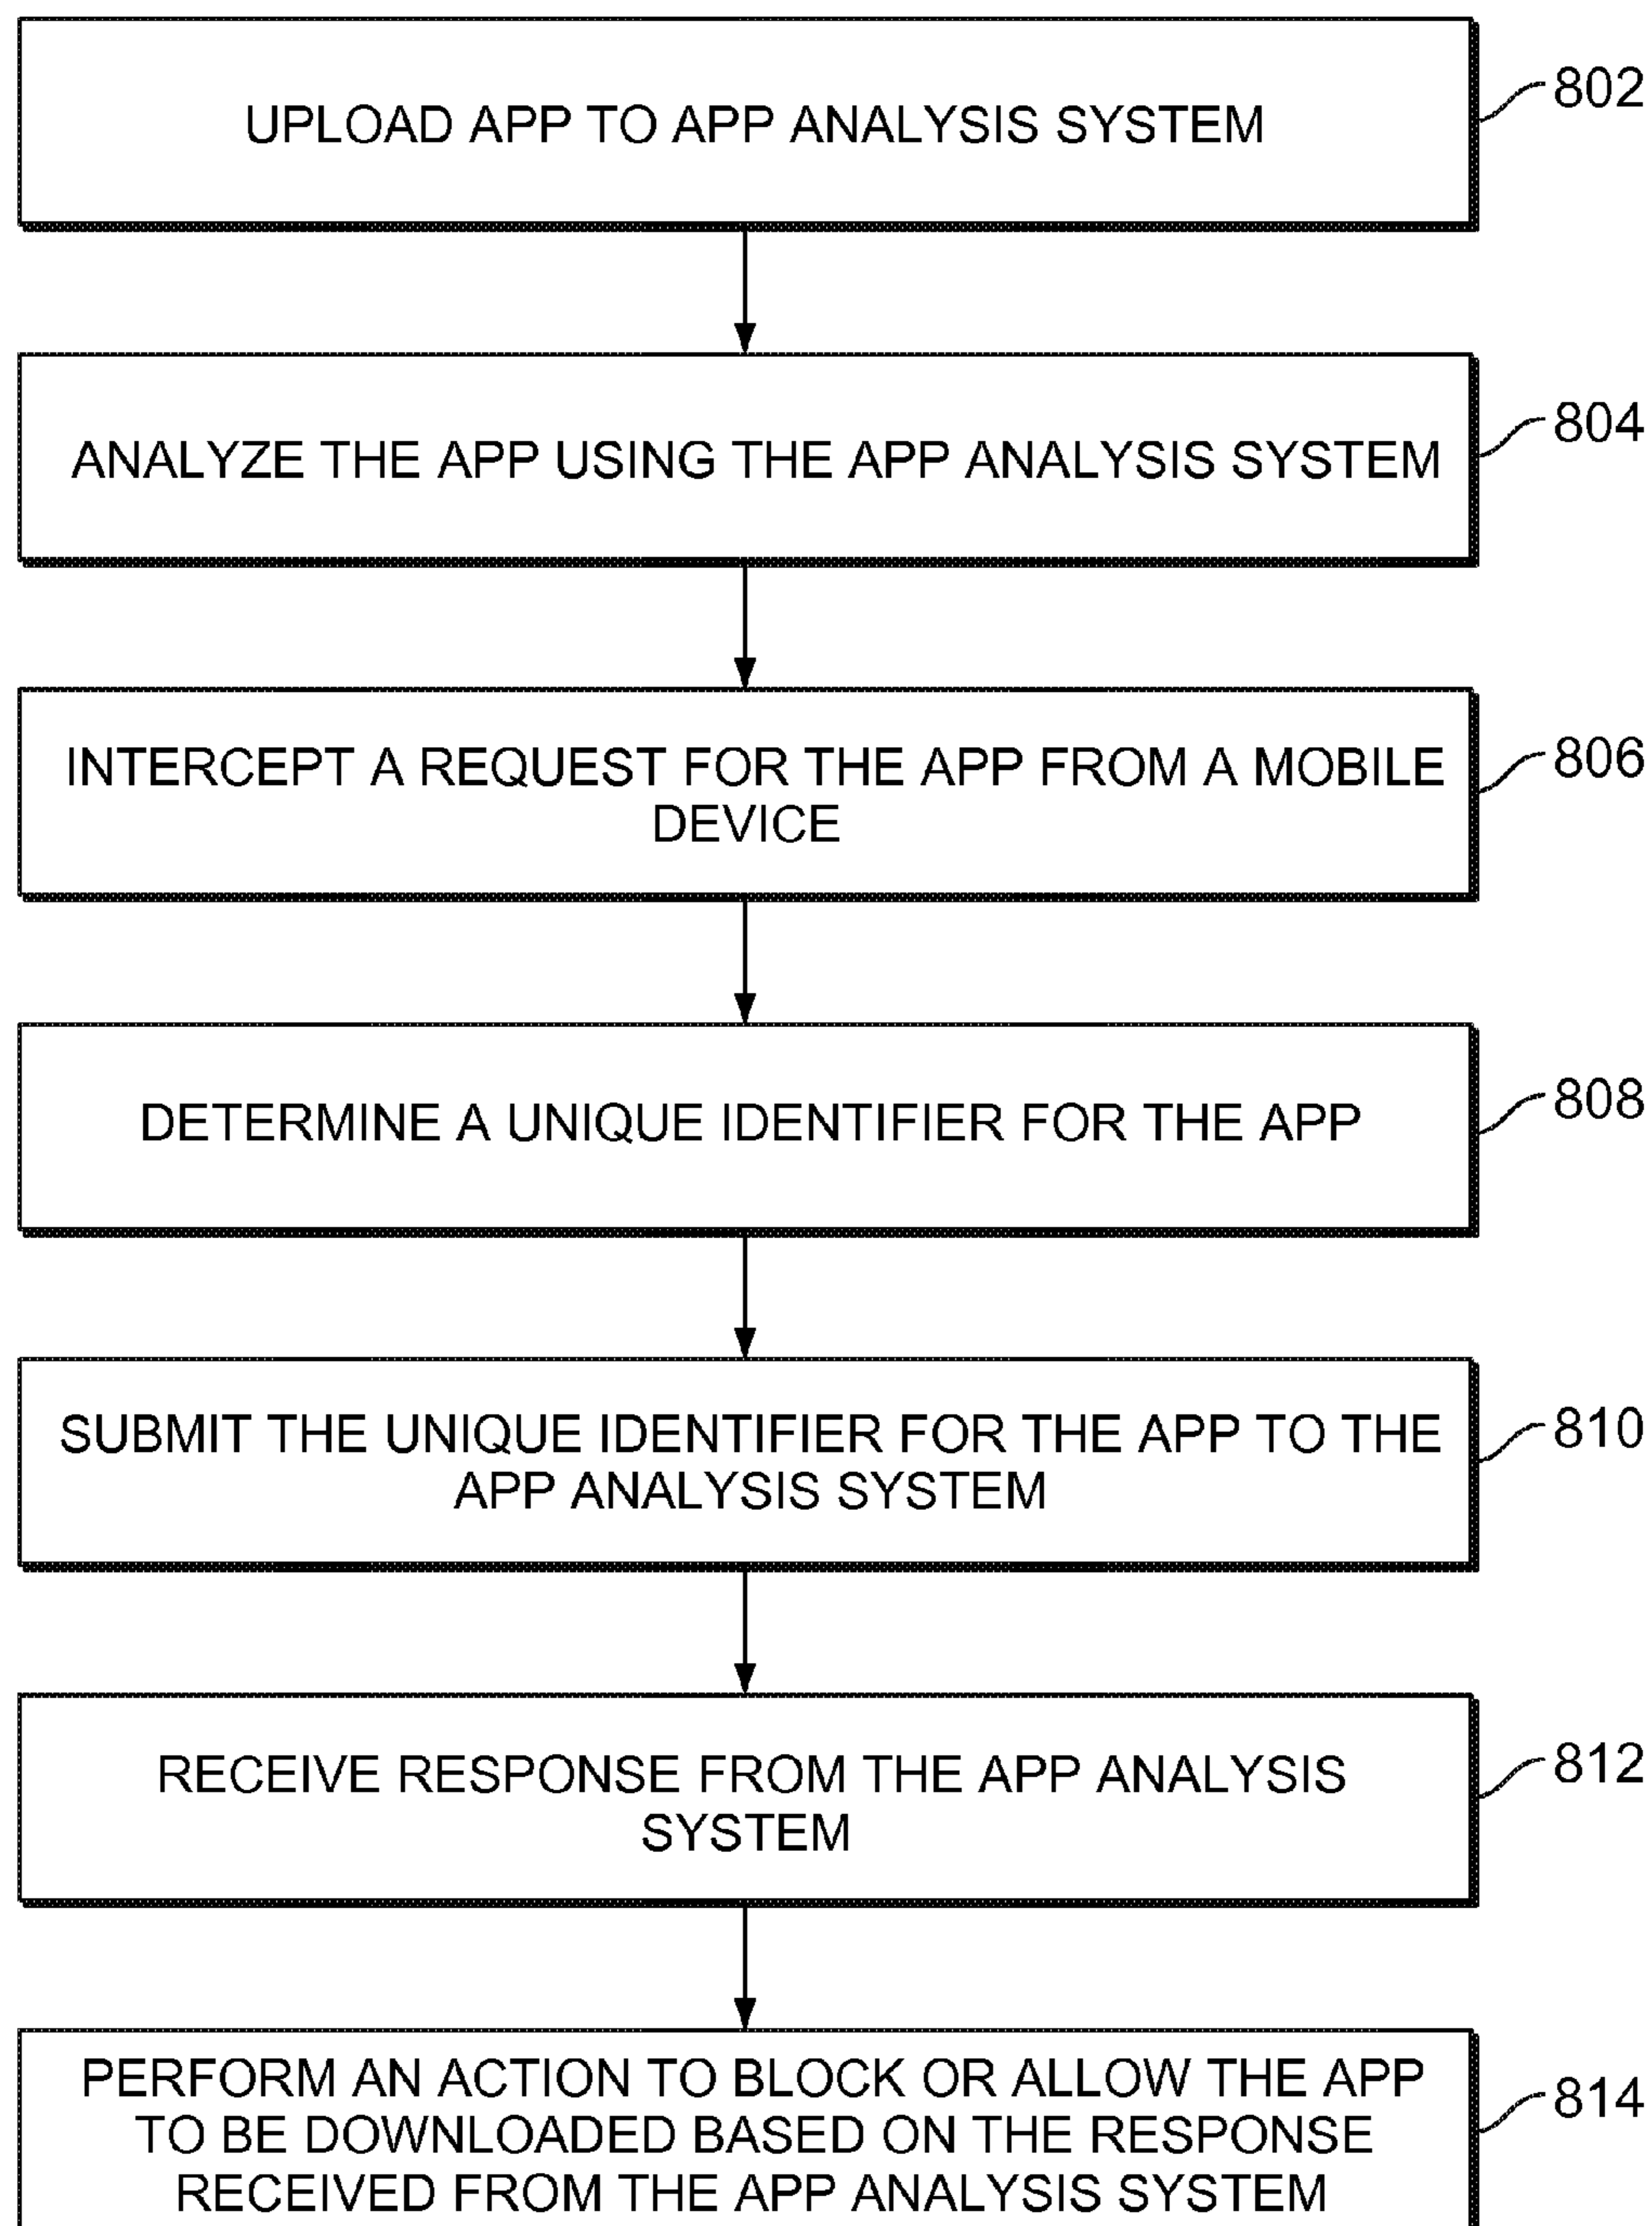 UPLOAD APP TO APP ANALYSIS SYSTEM
802
ANALYZE THE APP USING THE APP ANALYSIS SYSTEM
804
INTERCEPT A REQUEST FOR THE APP FROM A MOBILE
DEVICE
806
DETERMINE A UNIQUE IDENTIFIER FOR THE APP
808
SUBMIT THE UNIQUE IDENTIFIER FOR THE APP TO THE
APP ANALYSIS SYSTEM
810
RECEIVE RESPONSE FROM THE APP ANALYSIS
SYSTEM
812
PERFORM AN ACTION TO BLOCK OR ALLOW THE APP
TO BE DOWNLOADED BASED ON THE RESPONSE
RECEIVED FROM THE APP ANALYSIS SYSTEM
814